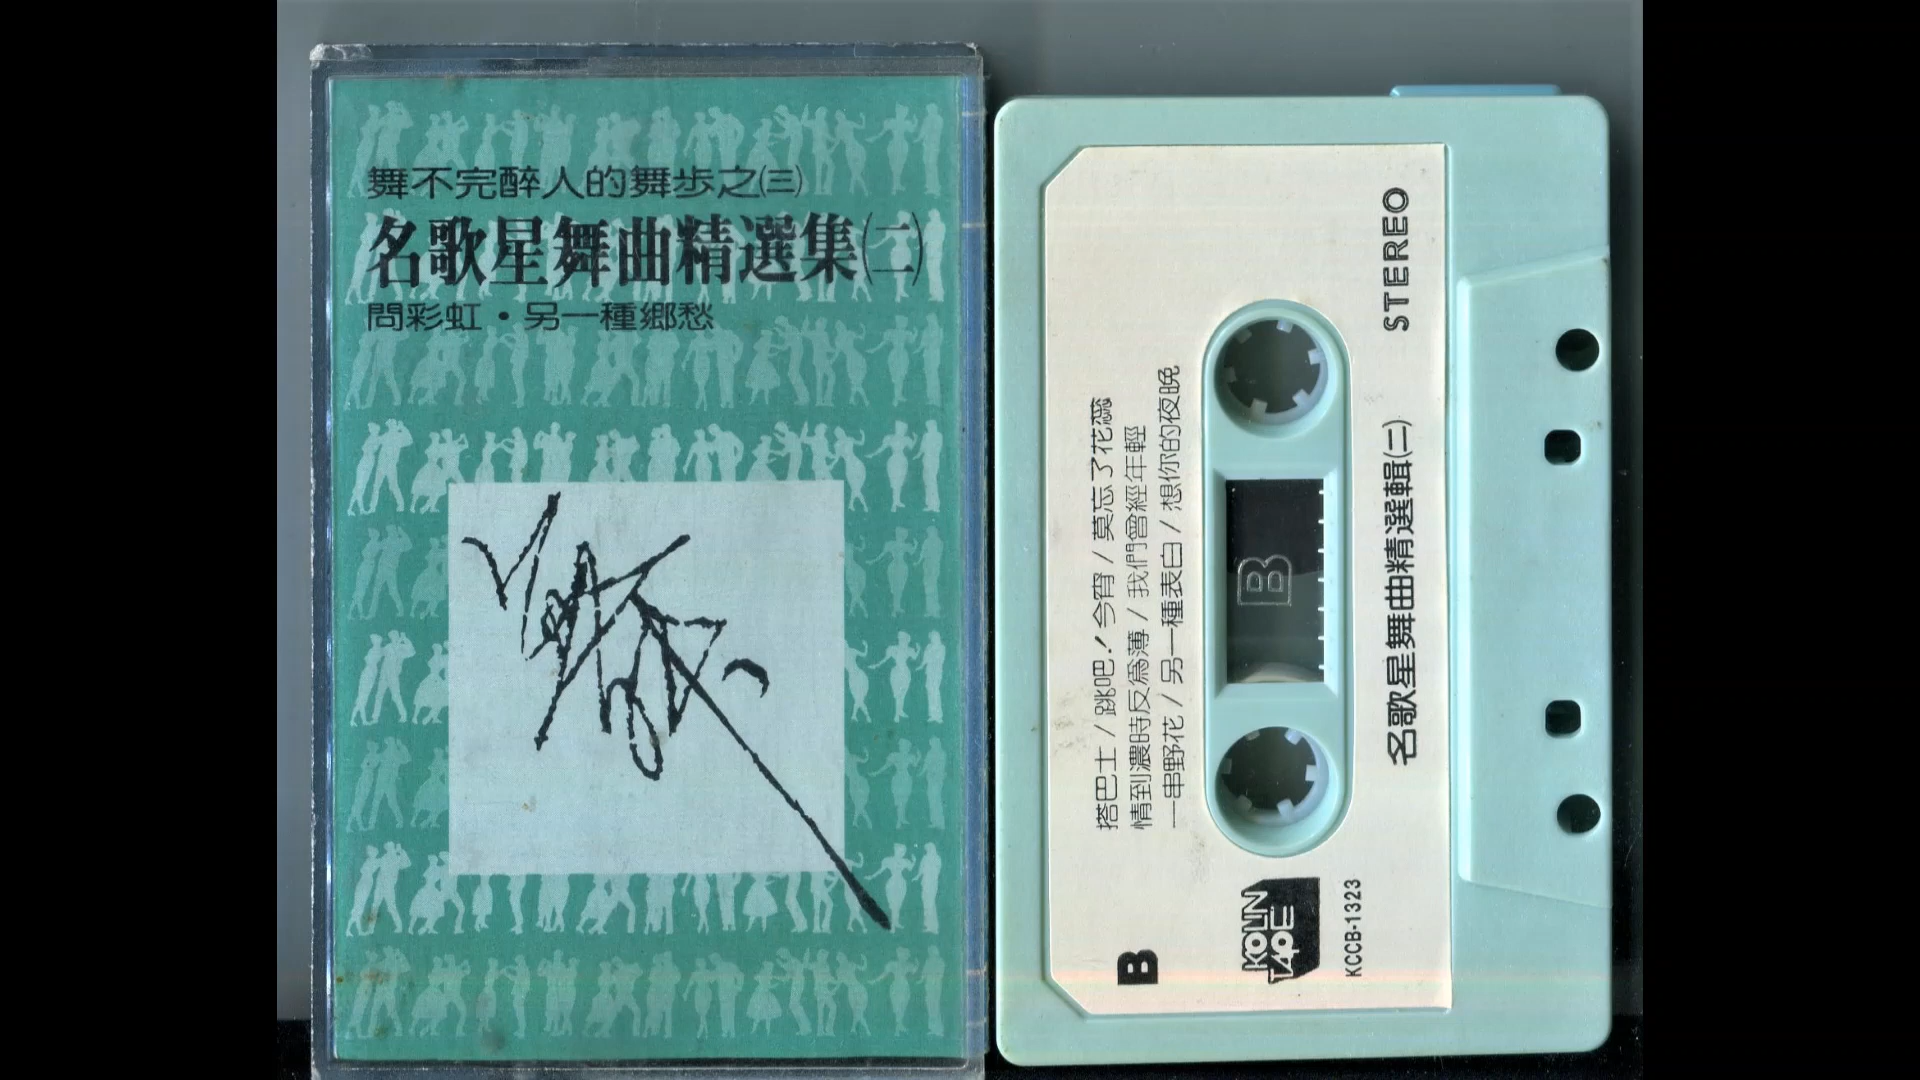 舞不完醉人的舞步之㈢
名歌星舞曲精選集㈡
問彩虹•另一種鄉愁
搭巴士/跳吧!今宵/莫忘了花蕊
情到濃時反為薄/我們曾經年輕
一串野花/另一種表白/想你的夜晚
B
B
KOLIN
TAPE
KCCB-1323
名歌星舞曲精選輯㈡
STEREO